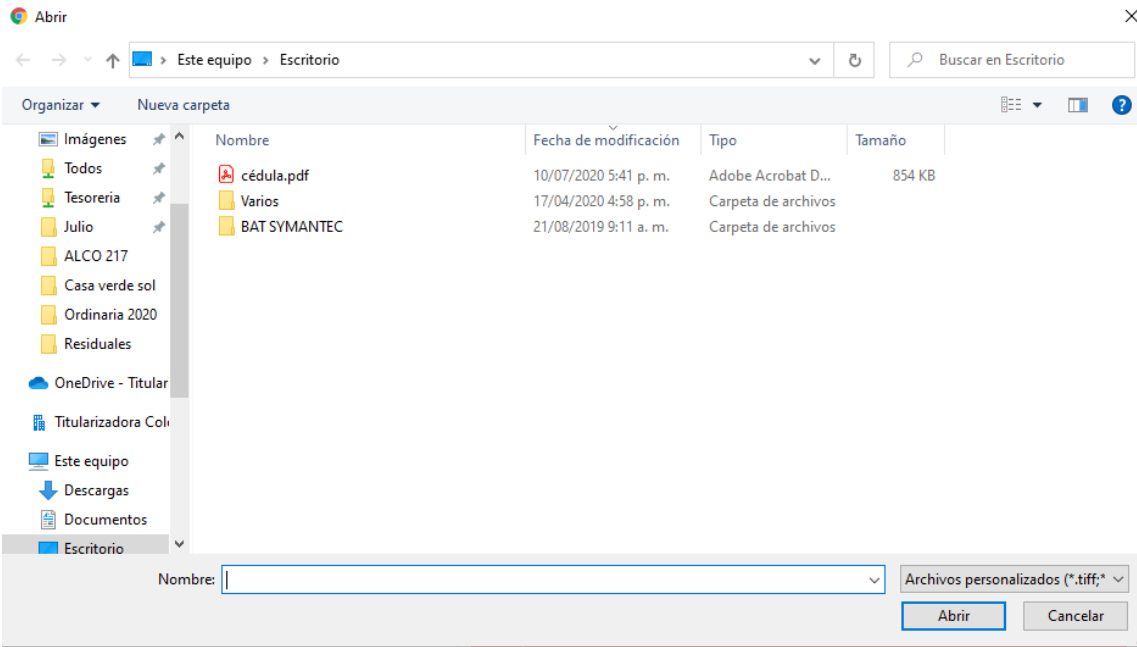 Abrir
Este equipo > Escritorio
Buscar en Escritorio
Organizar
Nueva carpeta
Imágenes
Todos
Tesoreria
Julio
ALCO 217
Casa verde sol
Ordinaria 2020
Residuales
OneDrive - Titular
Titularizadora Col
Este equipo
Descargas
Documentos
Escritorio
Nombre Fecha de modificación Tipo Tamaño
cédula.pdf 10/07/2020 5:41 p. m. Adobe Acrobat D... 854 KB
Varios 17/04/2020 4:58 p. m. Carpeta de archivos
BAT SYMANTEC 21/08/2019 9:11 a. m. Carpeta de archivos
Nombre:
Archivos personalizados (*.tiff;*
Abrir
Cancelar